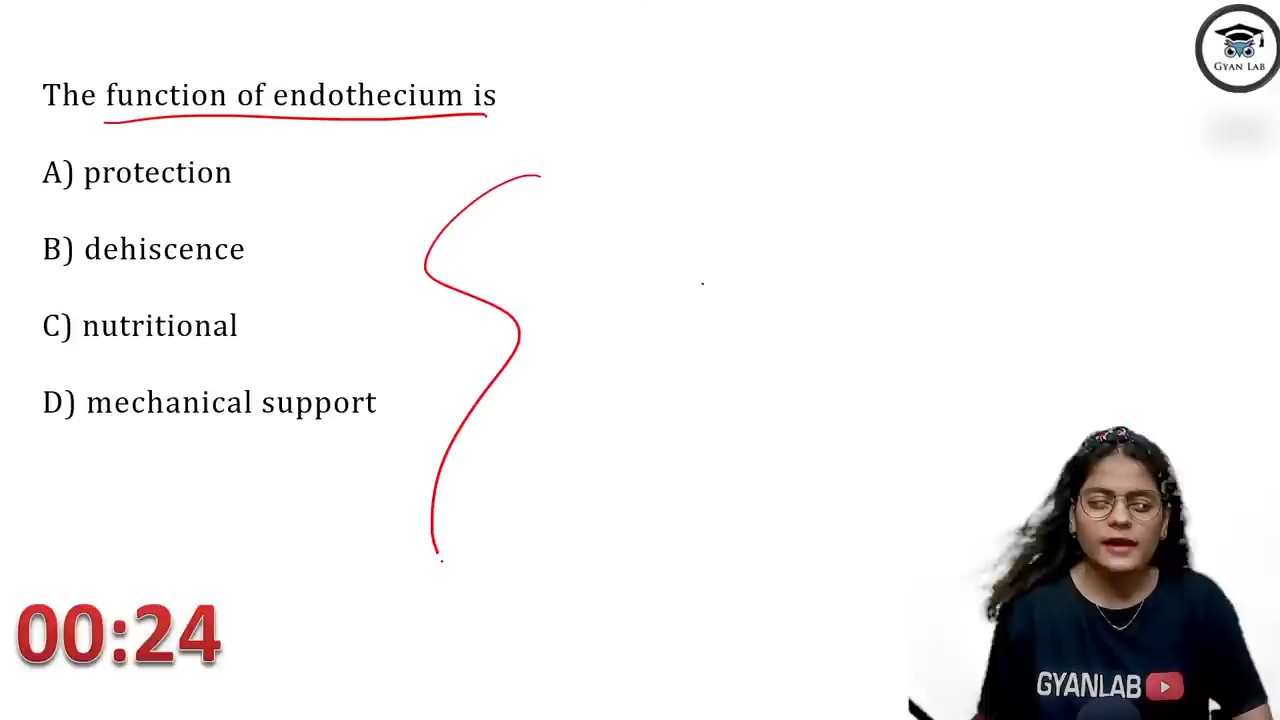 GYAN LAB
The function of endothecium is
A) protection
B) dehiscence
C) nutritional
D) mechanical support
00:24
GYANLAB